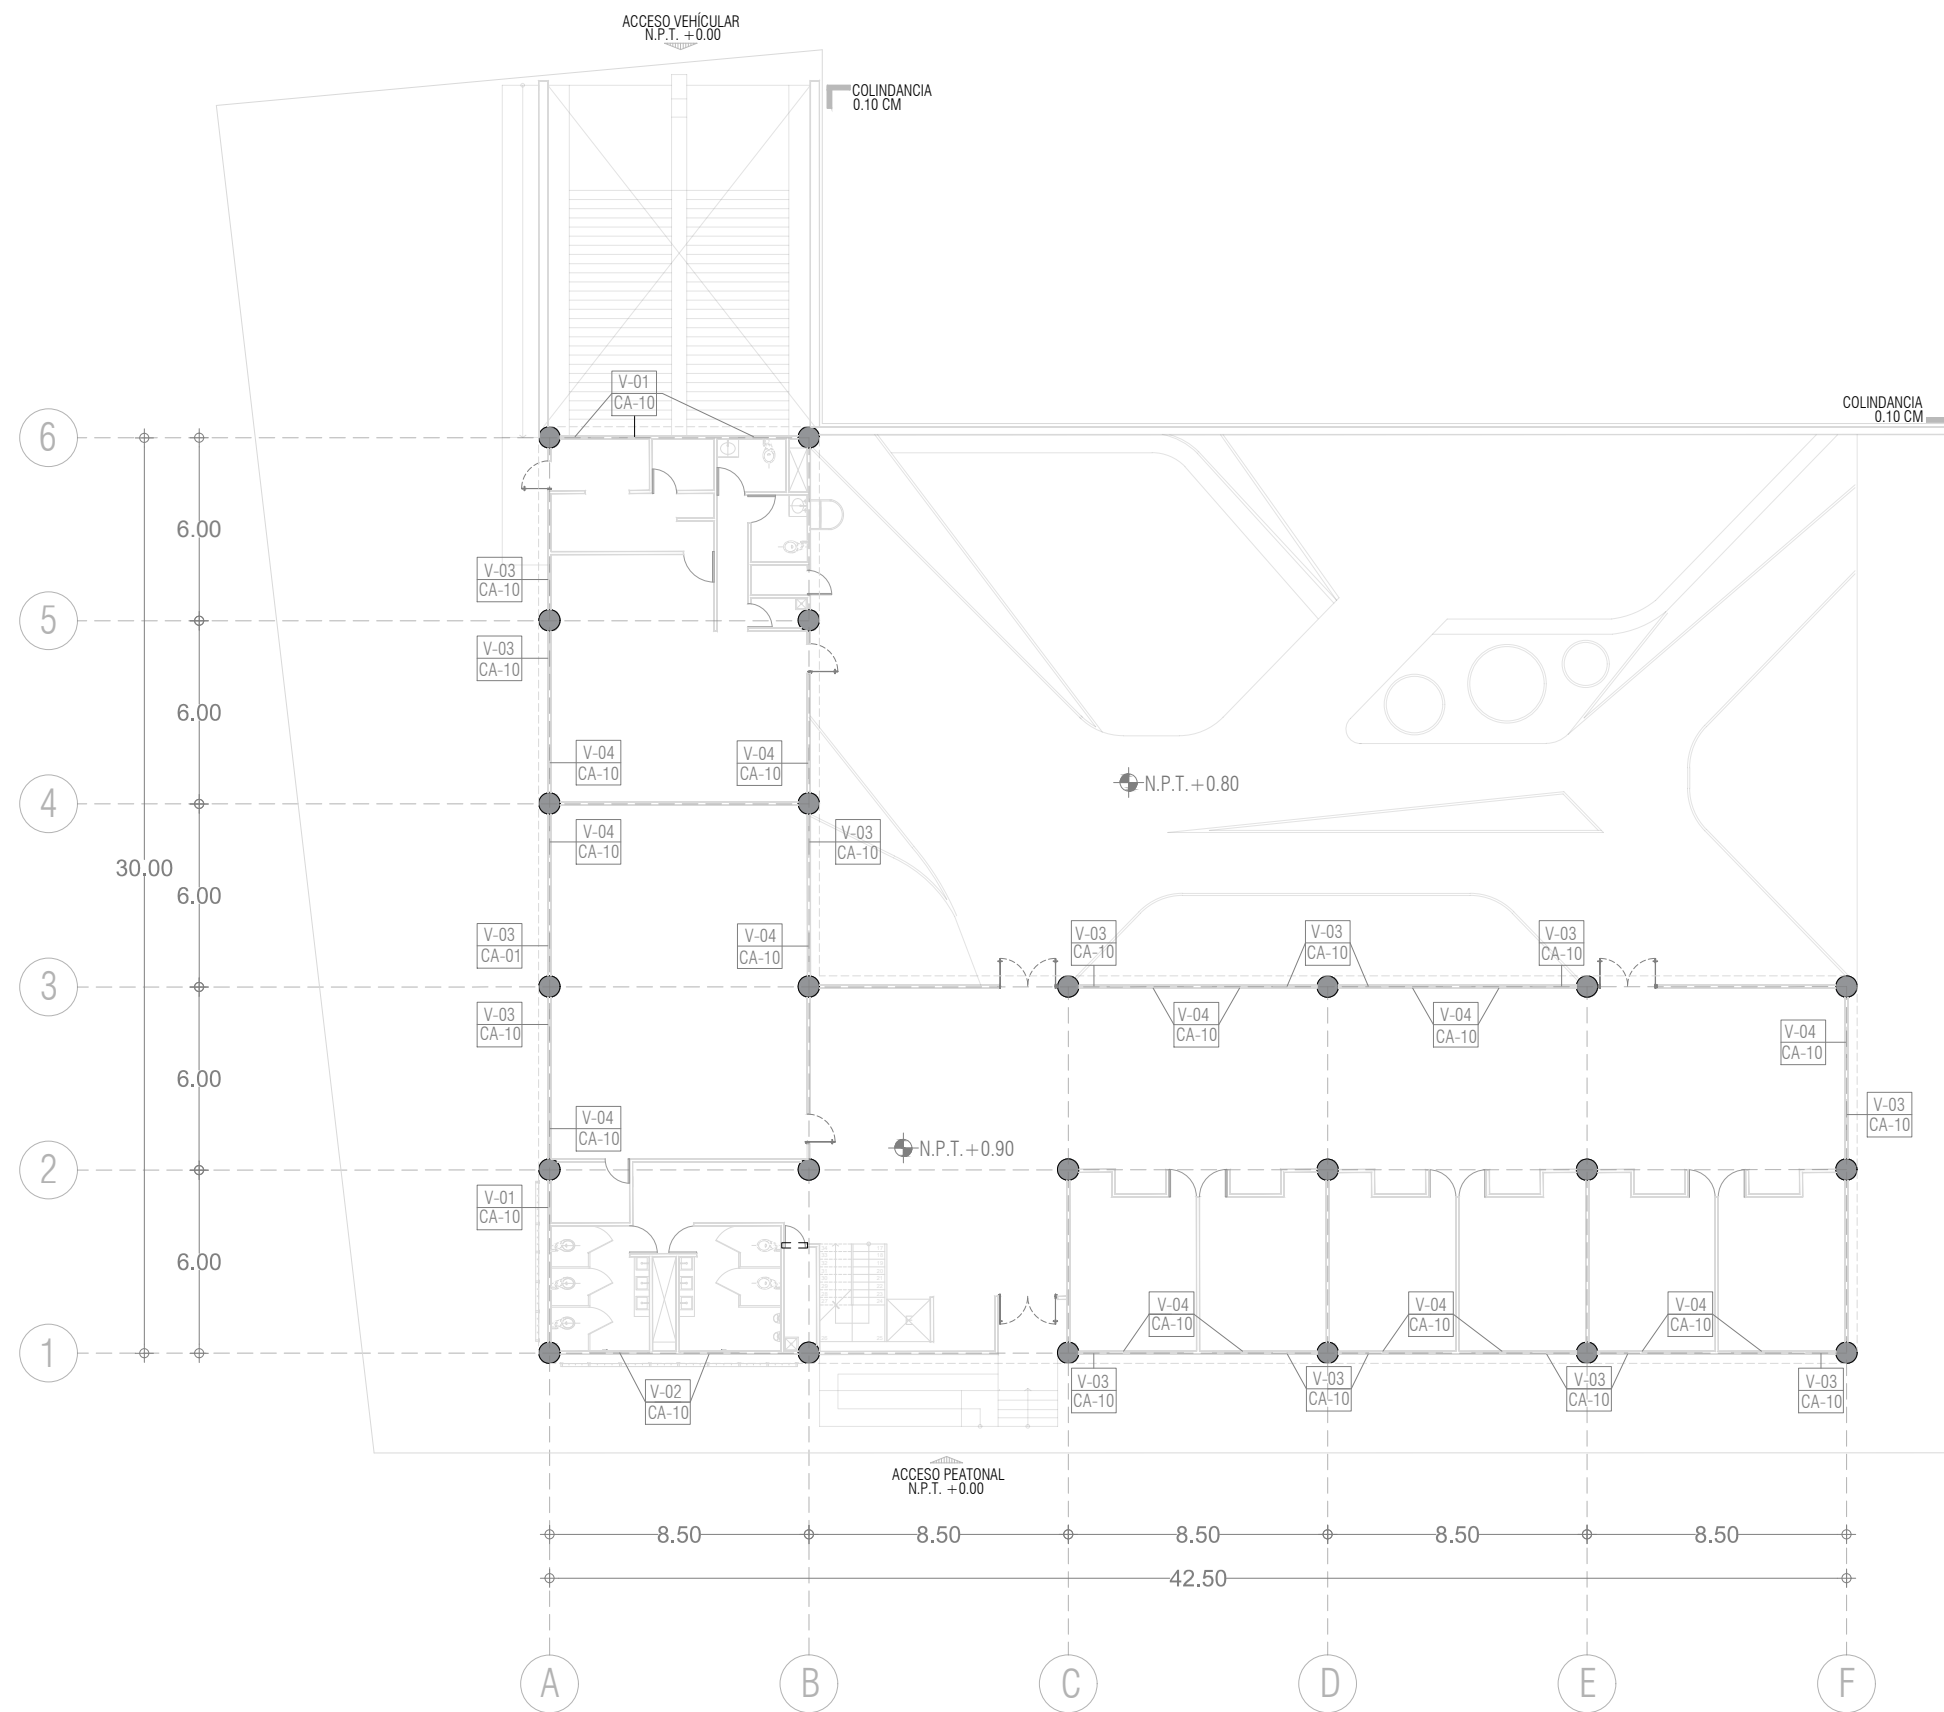 ACCESO VEHÍCULAR
N.P.T. +0.00
COLINDANCIA
0.10 CM
V-01
CA-10
COLINDANCIA
0.10 CM
6
6.00
V-03
CA-10
5
V-03
CA-10
6.00
V-04
CA-10
V-04
CA-10
N.P.T.+0.80
4
V-04
CA-10
V-03
CA-10
30.00
6.00
V-03
CA-01
V-04
CA-10
V-03
CA-10
V-03
CA-10
V-03
CA-10
3
V-03
CA-10
V-04
CA-10
V-04
CA-10
V-04
CA-10
6.00
V-04
CA-10
V-03
CA-10
N.P.T.+0.90
2
V-01
CA-10
6.00
V-04
CA-10
V-04
CA-10
V-04
CA-10
1
V-02
CA-10
V-03
CA-10
V-03
CA-10
V-03
CA-10
V-03
CA-10
ACCESO PEATONAL
N.P.T. +0.00
8.50
8.50
8.50
8.50
8.50
42.50
A
B
C
D
E
F